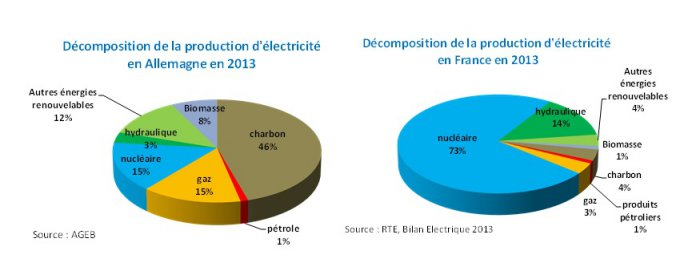 Décomposition de la production d'électricité
en Allemagne en 2013
Autres énergies
renouvelables
12%
Biomasse
8%
hydraulique
3%
nucléaire
15%
gaz
15%
charbon
46%
pétrole
1%
Source : AGEB
Décomposition de la production d'électricité
en France en 2013
nucléaire
73%
hydraulique
14%
Autres
énergies
renouvelables
4%
Biomasse
1%
charbon
4%
produits
pétroliers
1%
gaz
3%
Source : RTE, Bilan Electrique 2013